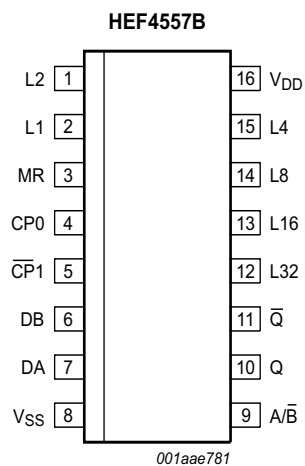 HEF4557B
L2 1 16 VDD
L1 2 15 L4
MR 3 14 L8
CP0 4 13 L16
C̅P̅1 5 12 L32
DB 6 11 Q̅
DA 7 10 Q
VSS 8 9 A/B̅
001aae781